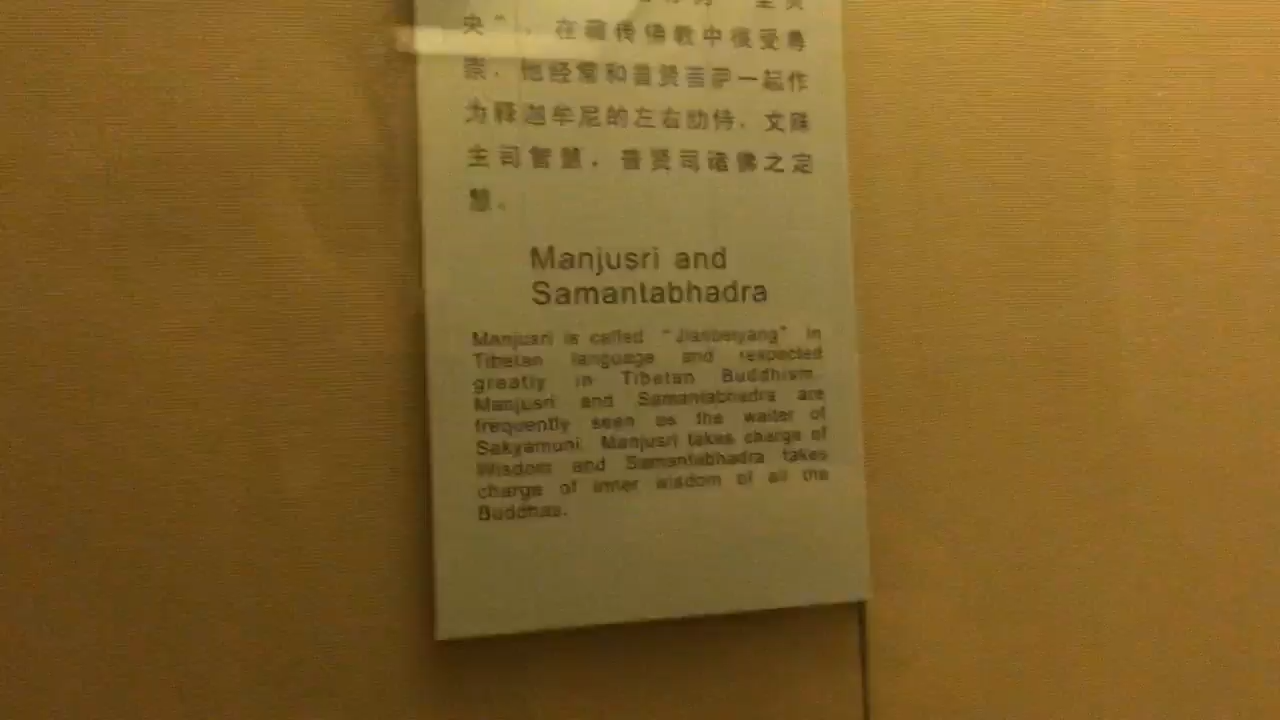 央”，在藏传佛教中很受尊
崇，他经常和普贤菩萨一起作
为释迦牟尼的左右胁侍，文殊
主司智慧，普贤司诸佛之定
慧。
Manjusri and
Samantabhadra
Manjusri is called “Jianbeiyang” in
Tibetan language and respected
greatly in Tibetan Buddhism.
Manjusri and Samantabhadra are
frequently seen as the waiter of
Sakyamuni. Manjusri takes charge of
Wisdom and Samantabhadra takes
charge of inner wisdom of all the
Buddhas.